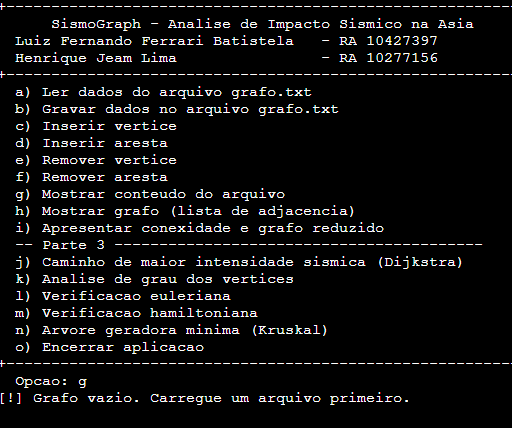 SismoGraph - Analise de Impacto Sismico na Asia
Luiz Fernando Ferrari Batistela - RA 10427397
Henrique Jeam Lima - RA 10277156
a) Ler dados do arquivo grafo.txt
b) Gravar dados no arquivo grafo.txt
c) Inserir vertice
d) Inserir aresta
e) Remover vertice
f) Remover aresta
g) Mostrar conteudo do arquivo
h) Mostrar grafo (lista de adjacencia)
i) Apresentar conexidade e grafo reduzido
-- Parte 3 -----------------------------------------
j) Caminho de maior intensidade sismica (Dijkstra)
k) Analise de grau dos vertices
l) Verificacao euleriana
m) Verificacao hamiltoniana
n) Arvore geradora minima (Kruskal)
o) Encerrar aplicacao
Opcao: g
[!] Grafo vazio. Carregue um arquivo primeiro.